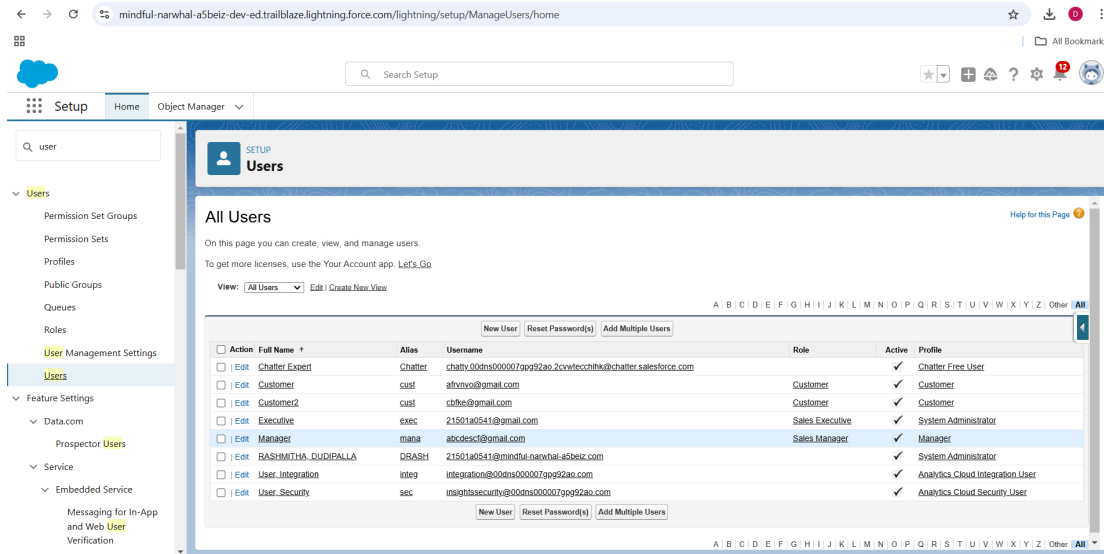 mindful-narwhal-a5beiz-dev-ed.trailblaze.lightning.force.com/lightning/setup/ManageUsers/home
D
All Bookmark
Search Setup
12
Setup Home Object Manager
user
SETUP
Users
Users
Permission Set Groups
Permission Sets
Profiles
Public Groups
Queues
Roles
User Management Settings
Users
Feature Settings
Data.com
Prospector Users
Service
Embedded Service
Messaging for In-App
and Web User
Verification
All Users
Help for this Page ?
On this page you can create, view, and manage users.
To get more licenses, use the Your Account app. Let's Go
View: All Users Edit | Create New View
A | B | C | D | E | F | G | H | I | J | K | L | M | N | O | P | Q | R | S | T | U | V | W | X | Y | Z | Other All
New User Reset Password(s) Add Multiple Users
Action Full Name ↑ Alias Username Role Active Profile
| Edit Chatter Expert Chatter chatty.00dns000007gpg92ao.2cvwtecchlhk@chatter.salesforce.com ✓ Chatter Free User
| Edit Customer cust afrvnvo@gmail.com Customer ✓ Customer
| Edit Customer2 cust cbfke@gmail.com Customer ✓ Customer
| Edit Executive exec 21501a0541@gmail.com Sales Executive ✓ System Administrator
| Edit Manager mana abcdescf@gmail.com Sales Manager ✓ Manager
| Edit RASHMITHA, DUDIPALLA DRASH 21501a0541@mindful-narwhal-a5beiz.com ✓ System Administrator
| Edit User, Integration integ integration@00dns000007gpg92ao.com ✓ Analytics Cloud Integration User
| Edit User, Security sec insightssecurity@00dns000007gpg92ao.com ✓ Analytics Cloud Security User
New User Reset Password(s) Add Multiple Users
A | B | C | D | E | F | G | H | I | J | K | L | M | N | O | P | Q | R | S | T | U | V | W | X | Y | Z | Other All